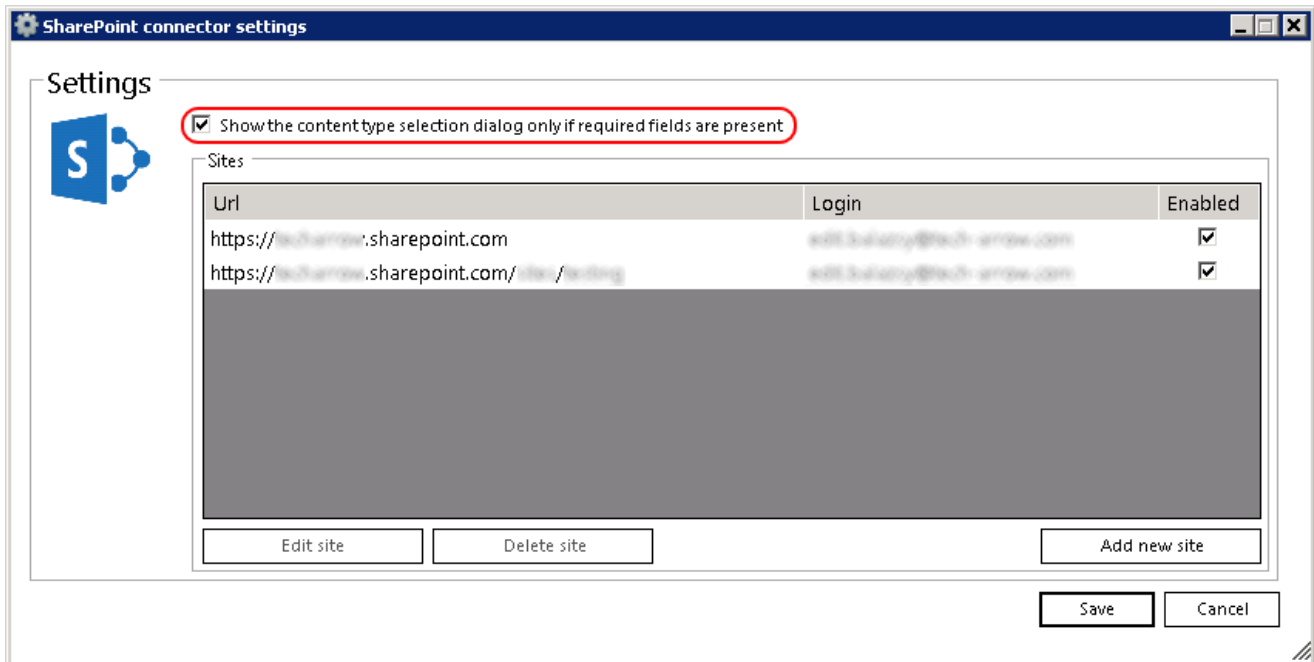 SharePoint connector settings
Settings
S
Show the content type selection dialog only if required fields are present
Sites
Url Login Enabled
https:// .sharepoint.com
https:// .sharepoint.com/ /
Edit site Delete site Add new site
Save Cancel